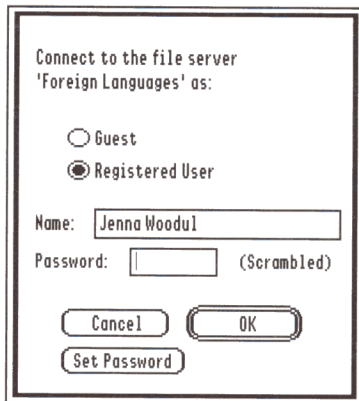 Connect to the file server
'Foreign Languages' as:
Guest
Registered User
Name: Jenna Woodul
Password: (Scrambled)
Cancel OK
Set Password